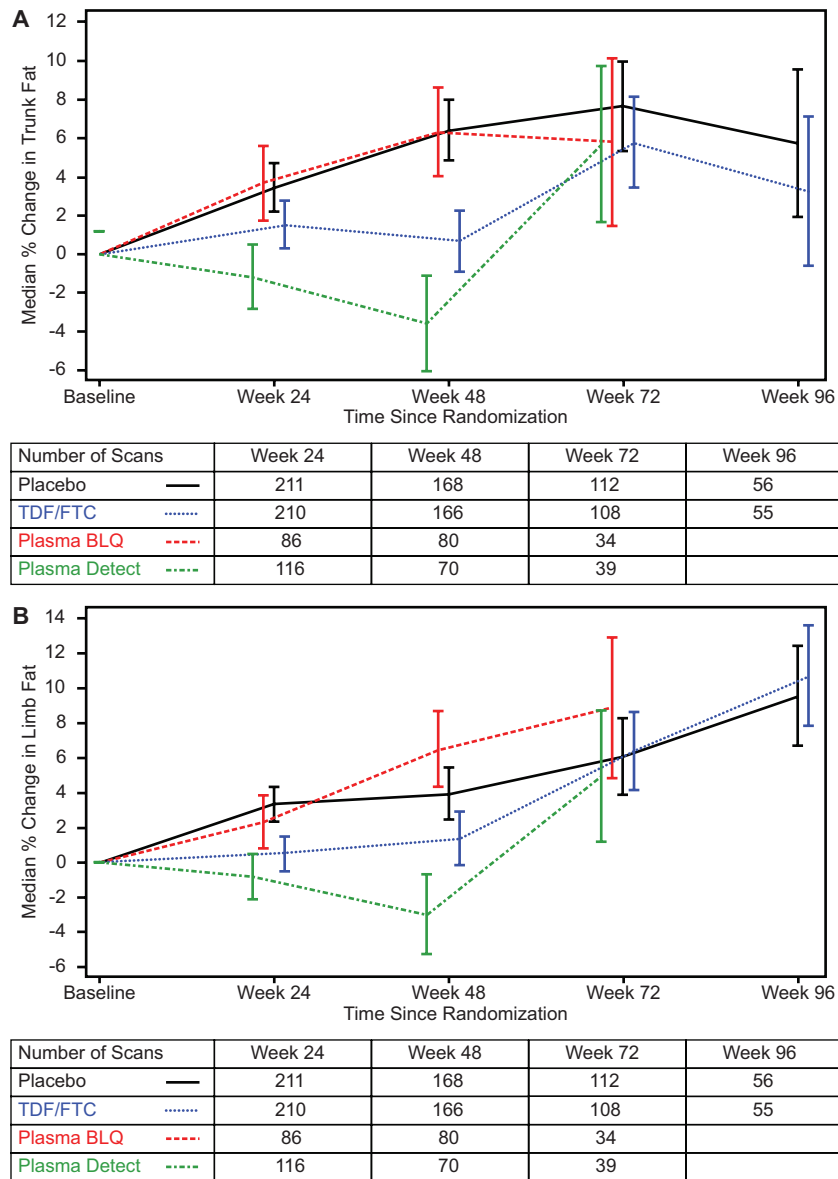 A
Median % Change in Trunk Fat
12
10
8
6
4
2
0
-2
-4
-6
Baseline Week 24 Week 48 Week 72 Week 96
Time Since Randomization
Number of Scans Week 24 Week 48 Week 72 Week 96
Placebo 211 168 112 56
TDF/FTC 210 166 108 55
Plasma BLQ 86 80 34
Plasma Detect 116 70 39
B
Median % Change in Limb Fat
14
12
10
8
6
4
2
0
-2
-4
-6
Baseline Week 24 Week 48 Week 72 Week 96
Time Since Randomization
Number of Scans Week 24 Week 48 Week 72 Week 96
Placebo 211 168 112 56
TDF/FTC 210 166 108 55
Plasma BLQ 86 80 34
Plasma Detect 116 70 39